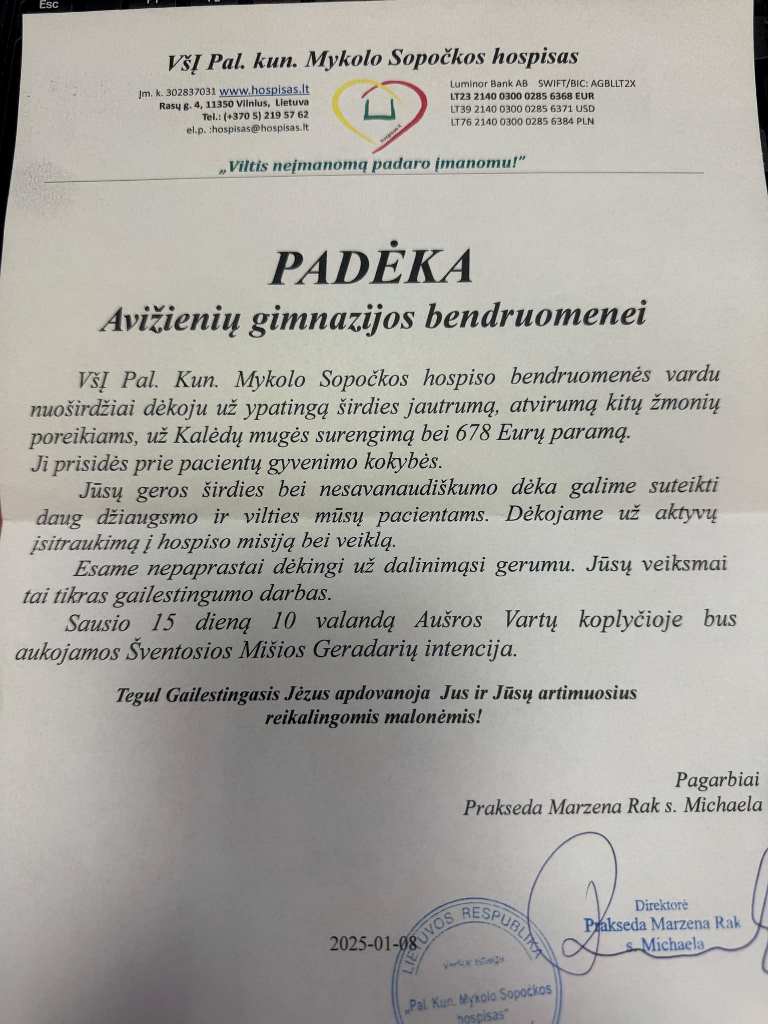 Esc
VšĮ Pal. kun. Mykolo Sopočkos hospisas
Įm. k. 302837031 www.hospisas.lt
Rasų g. 4, 11350 Vilnius, Lietuva
Tel.: (+370 5) 219 57 62
el.p. :hospisas@hospisas.lt
hospisas.lt
Luminor Bank AB SWIFT/BIC: AGBLLT2X
LT23 2140 0300 0285 6368 EUR
LT39 2140 0300 0285 6371 USD
LT76 2140 0300 0285 6384 PLN
„Viltis neįmanomą padaro įmanomu!”
PADĖKA
Avižienių gimnazijos bendruomenei
VšĮ Pal. Kun. Mykolo Sopočkos hospiso bendruomenės vardu
nuoširdžiai dėkoju už ypatingą širdies jautrumą, atvirumą kitų žmonių
poreikiams, už Kalėdų mugės surengimą bei 678 Eurų paramą.
Ji prisidės prie pacientų gyvenimo kokybės.
Jūsų geros širdies bei nesavanaudiškumo dėka galime suteikti
daug džiaugsmo ir vilties mūsų pacientams. Dėkojame už aktyvų
įsitraukimą į hospiso misiją bei veiklą.
Esame nepaprastai dėkingi už dalinimąsi gerumu. Jūsų veiksmai
tai tikras gailestingumo darbas.
Sausio 15 dieną 10 valandą Aušros Vartų koplyčioje bus
aukojamos Šventosios Mišios Geradarių intencija.
Tegul Gailestingasis Jėzus apdovanoja Jus ir Jūsų artimuosius
reikalingomis malonėmis!
Pagarbiai
Prakseda Marzena Rak s. Michaela
Direktorė
Prakseda Marzena Rak
s. Michaela
2025-01-08
LIETUVOS RESPUBLIKA
„Pal. Kun. Mykolo Sopočkos
hospisas”